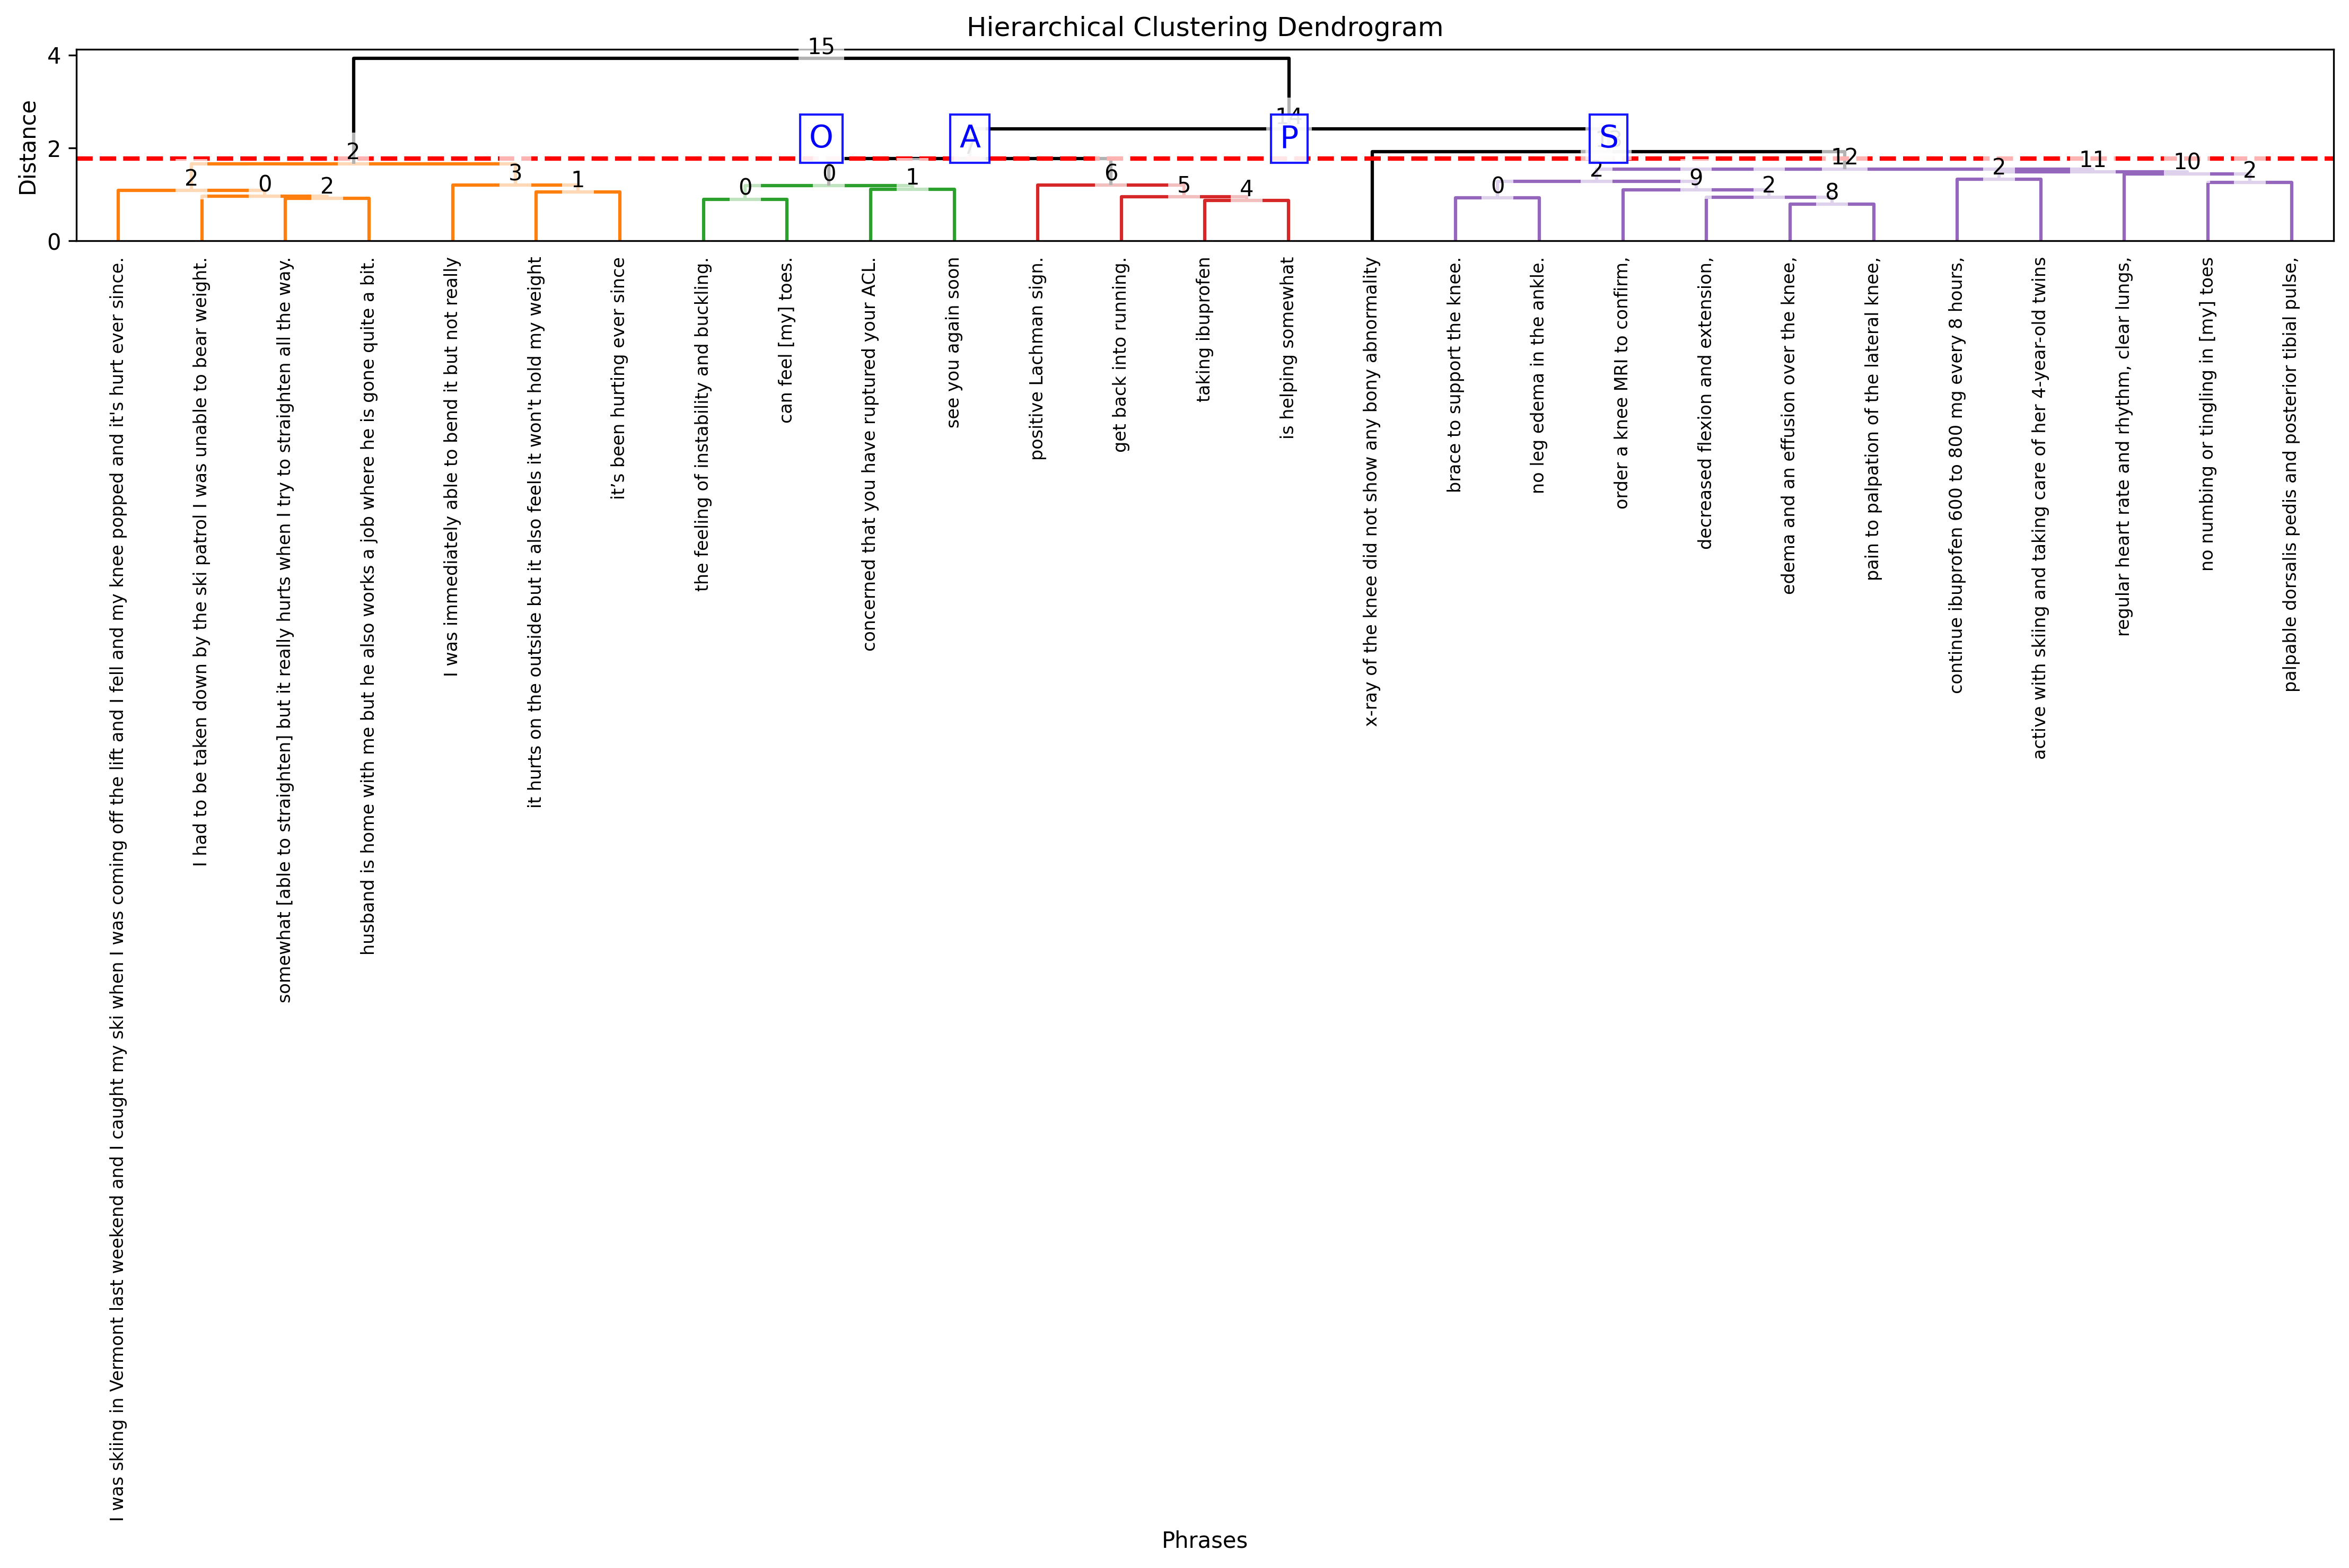 Hierarchical Clustering Dendrogram
Distance
4
2
0
15
14
O
A
P
S
2
2
0
2
3
1
0
0
1
6
5
4
2
0
9
2
8
12
2
11
10
2
I was skiing in Vermont last weekend and I caught my ski when I was coming off the lift and I fell and my knee popped and it's hurt ever since.
I had to be taken down by the ski patrol I was unable to bear weight.
somewhat [able to straighten] but it really hurts when I try to straighten all the way.
husband is home with me but he also works a job where he is gone quite a bit.
I was immediately able to bend it but not really
it hurts on the outside but it also feels it won't hold my weight
it’s been hurting ever since
the feeling of instability and buckling.
can feel [my] toes.
concerned that you have ruptured your ACL.
see you again soon
positive Lachman sign.
get back into running.
taking ibuprofen
is helping somewhat
x-ray of the knee did not show any bony abnormality
brace to support the knee.
no leg edema in the ankle.
order a knee MRI to confirm,
decreased flexion and extension,
edema and an effusion over the knee,
pain to palpation of the lateral knee,
continue ibuprofen 600 to 800 mg every 8 hours,
active with skiing and taking care of her 4-year-old twins
regular heart rate and rhythm, clear lungs,
no numbing or tingling in [my] toes
palpable dorsalis pedis and posterior tibial pulse,
Phrases